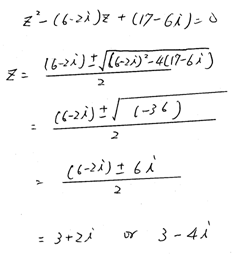 z² - (6-2i)z + (17-6i) = 0
z = ((6-2i) ± √((6-2i)² - 4(17-6i))) / 2
= ((6-2i) ± √(-36)) / 2
= ((6-2i) ± 6i) / 2
= 3+2i or 3-4i